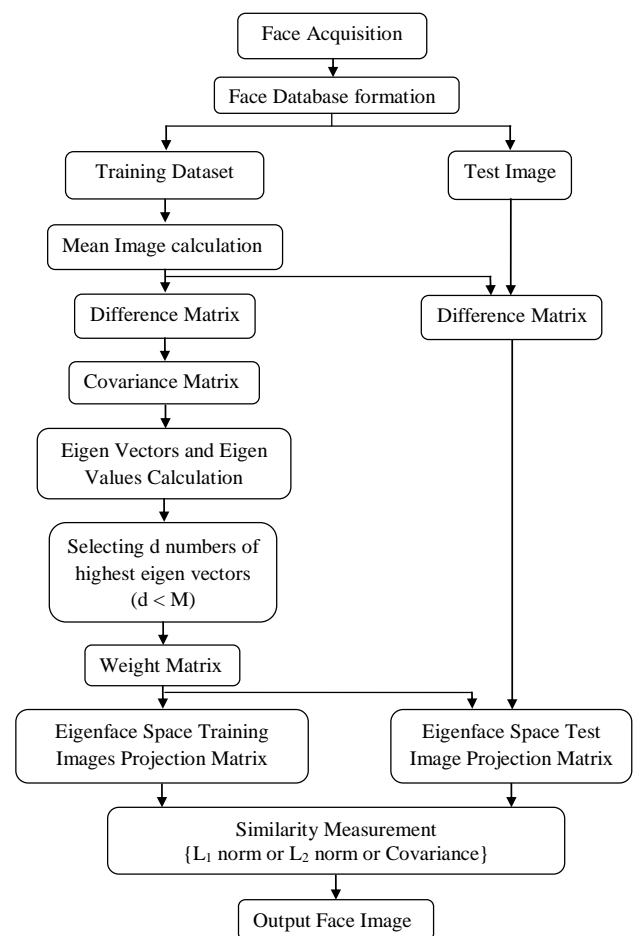 Face Acquisition
Face Database formation
Training Dataset
Test Image
Mean Image calculation
Difference Matrix
Difference Matrix
Covariance Matrix
Eigen Vectors and Eigen
Values Calculation
Selecting d numbers of
highest eigen vectors
(d < M)
Weight Matrix
Eigenface Space Training
Images Projection Matrix
Eigenface Space Test
Image Projection Matrix
Similarity Measurement
{L₁ norm or L₂ norm or Covariance}
Output Face Image